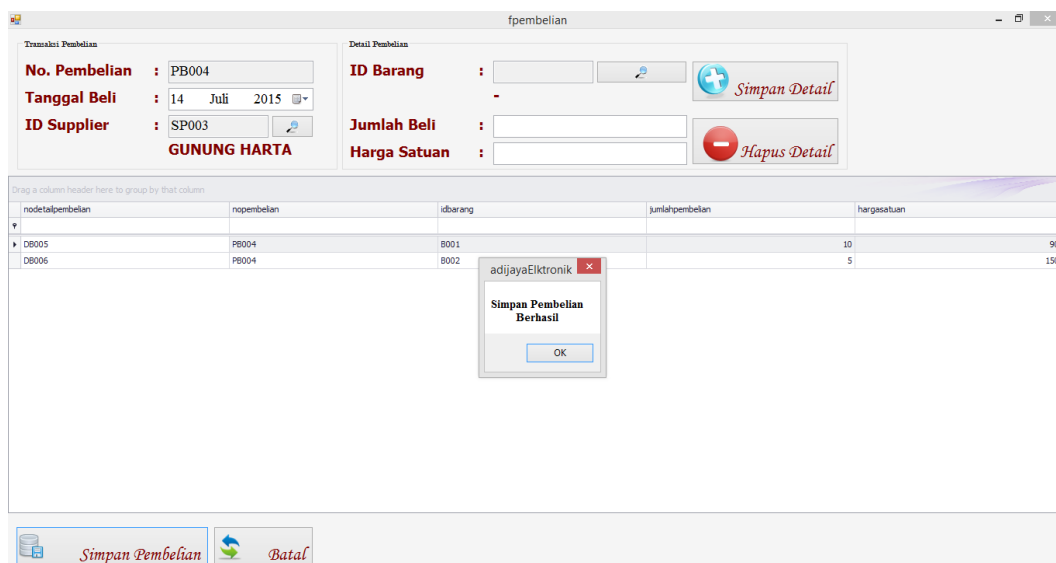 fpembelian
Transaksi Pembelian
No. Pembelian : PB004
Tanggal Beli : 14 Juli 2015
ID Supplier : SP003
GUNUNG HARTA
Detail Pembelian
ID Barang :
-
Jumlah Beli :
Harga Satuan :
Simpan Detail
Hapus Detail
Drag a column header here to group by that column
nodetailpembelian nopembelian idbarang jumlahpembelian hargasatuan
DB005 PB004 B001 10
DB006 PB004 B002 5
adijayaElktronik
Simpan Pembelian
Berhasil
OK
Simpan Pembelian
Batal